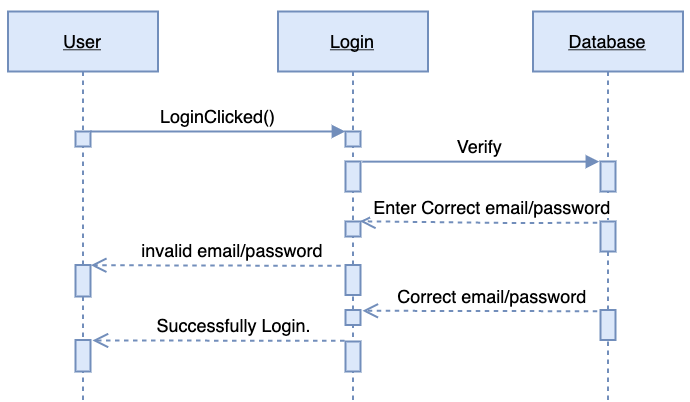 User
Login
Database
LoginClicked()
Verify
Enter Correct email/password
invalid email/password
Correct email/password
Successfully Login.